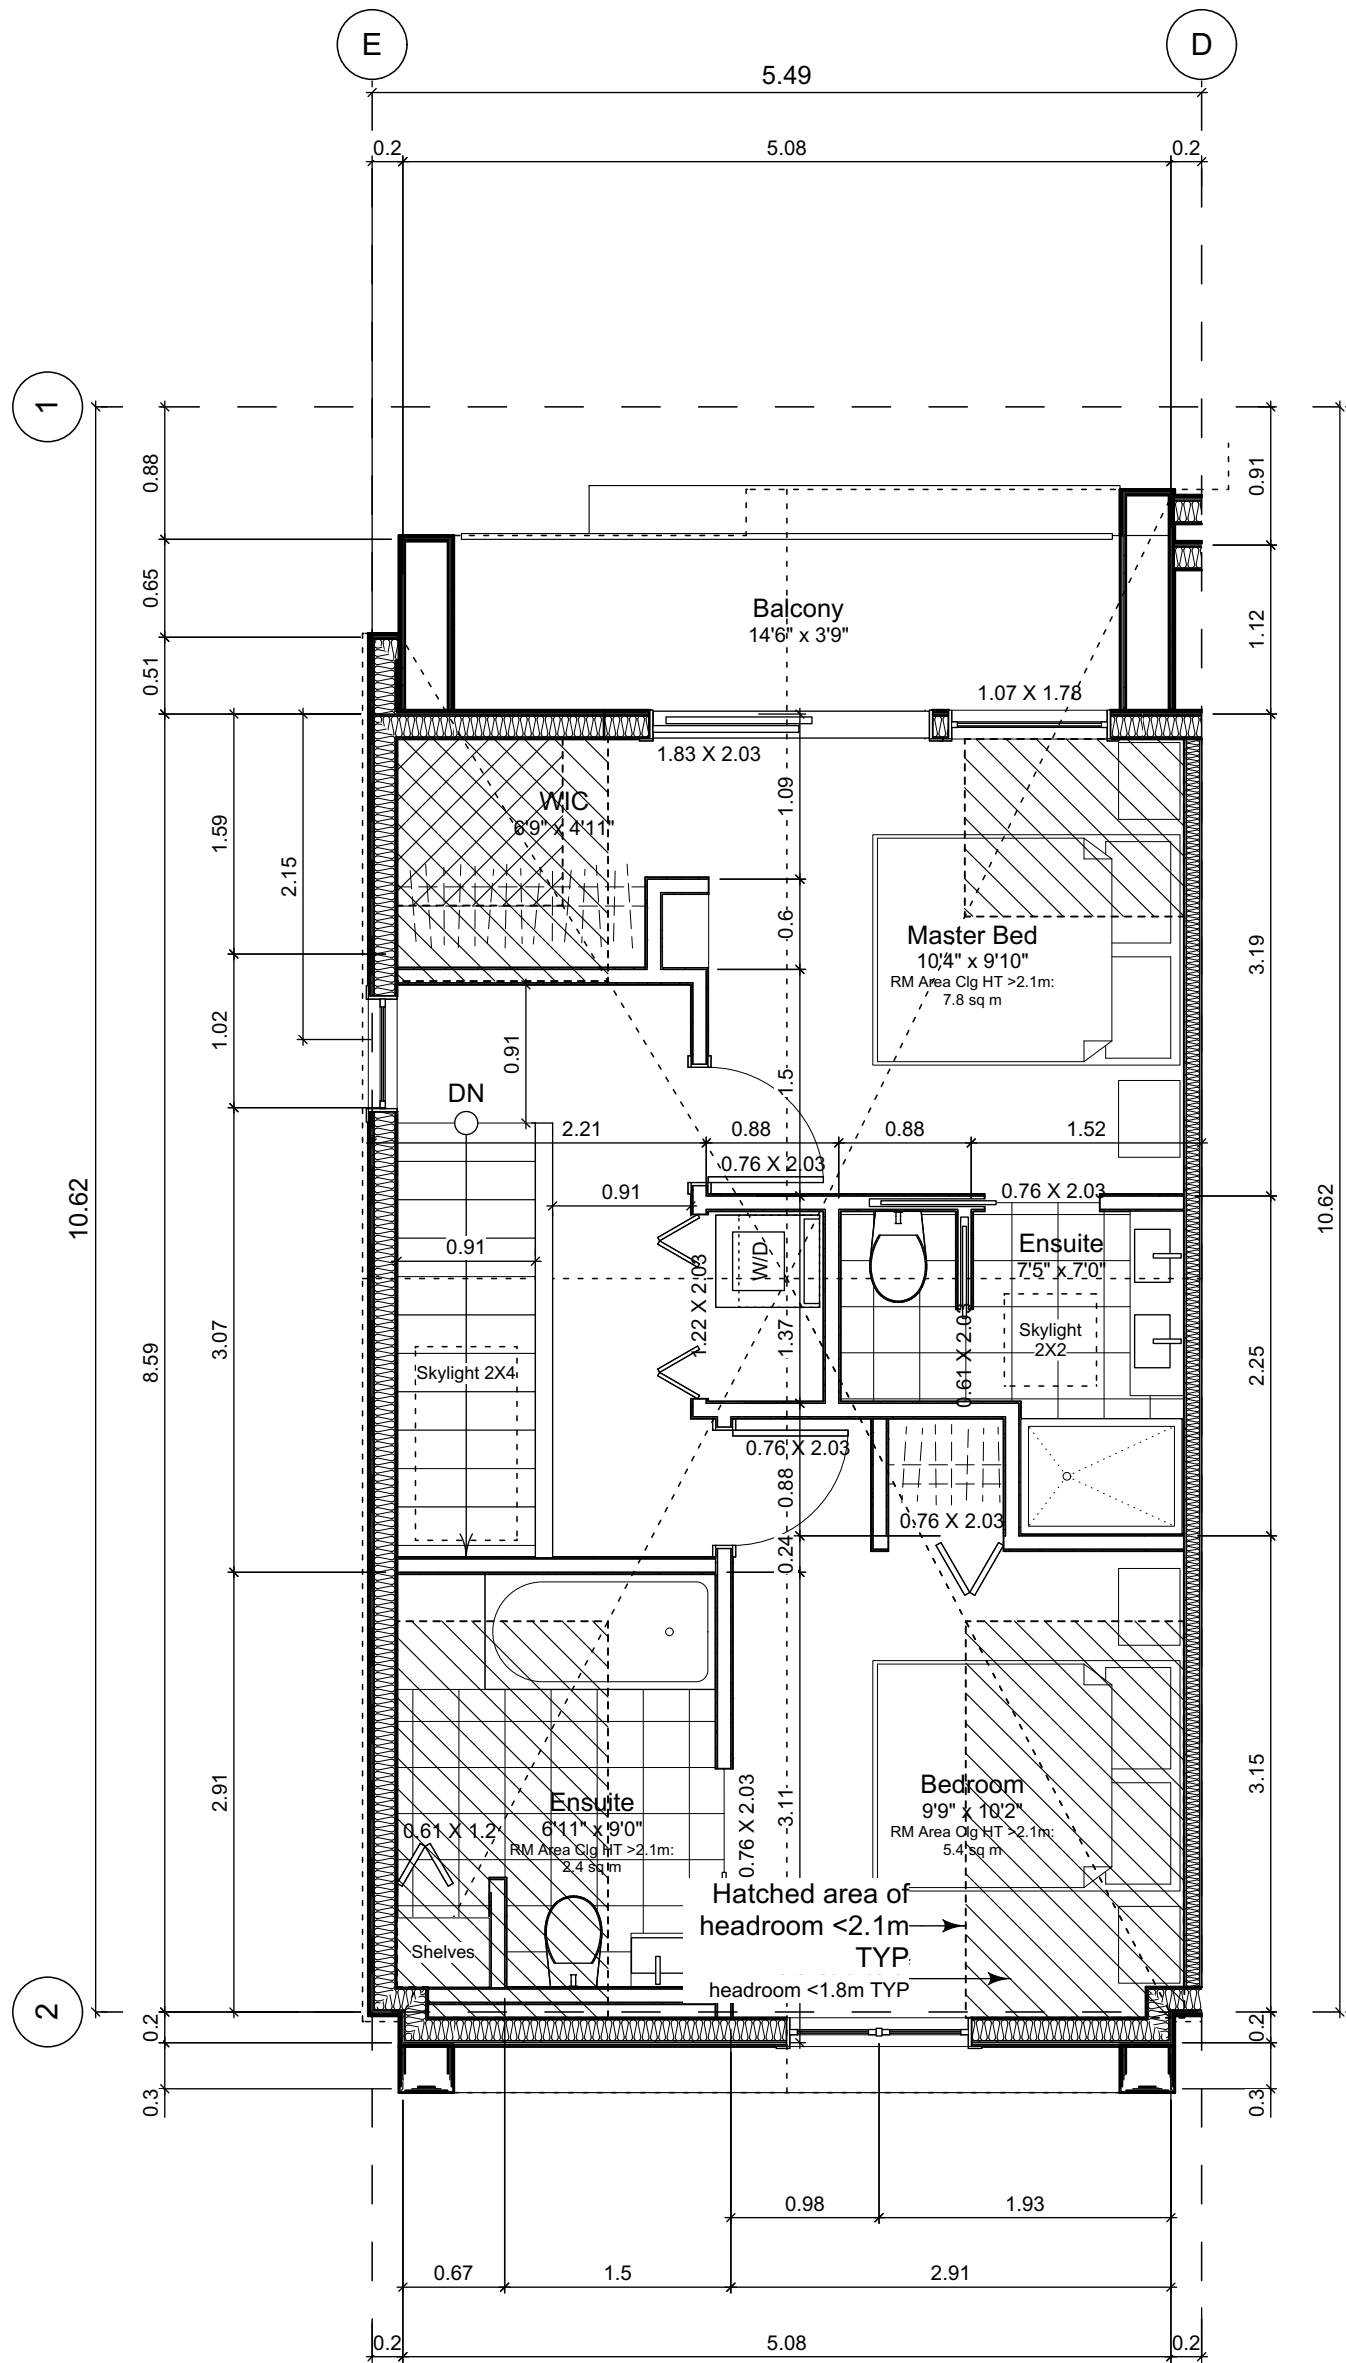 E
D
5.49
0.2
5.08
0.2
1
0.88
0.91
0.65
Balcony
14'6" x 3'9"
1.12
0.51
1.07 X 1.78
1.83 X 2.03
WIC
6'9" x 4'11"
1.09
1.59
2.15
0.6
Master Bed
10'4" x 9'10"
RM Area Clg HT >2.1m:
7.8 sq m
3.19
1.02
0.91
1.5
DN
2.21
0.88
0.88
1.52
0.76 X 2.03
0.91
0.76 X 2.03
10.62
10.62
0.91
W/D
Ensuite
7'5" x 7'0"
1.22 X 2.03
1.37
0.61 X 2.03
Skylight
2X2
8.59
3.07
Skylight 2X4
2.25
0.76 X 2.03
0.88
0.76 X 2.03
0.24
2.91
Ensuite
6'11" x 9'0"
RM Area Clg HT >2.1m:
2.4 sq m
0.61 X 1.2
0.76 X 2.03
3.11
Bedroom
9'9" x 10'2"
RM Area Clg HT >2.1m:
5.4 sq m
3.15
Hatched area of
headroom <2.1m
TYP
headroom <1.8m TYP
Shelves
2
0.2
0.2
0.3
0.3
0.98
1.93
0.67
1.5
2.91
0.2
5.08
0.2